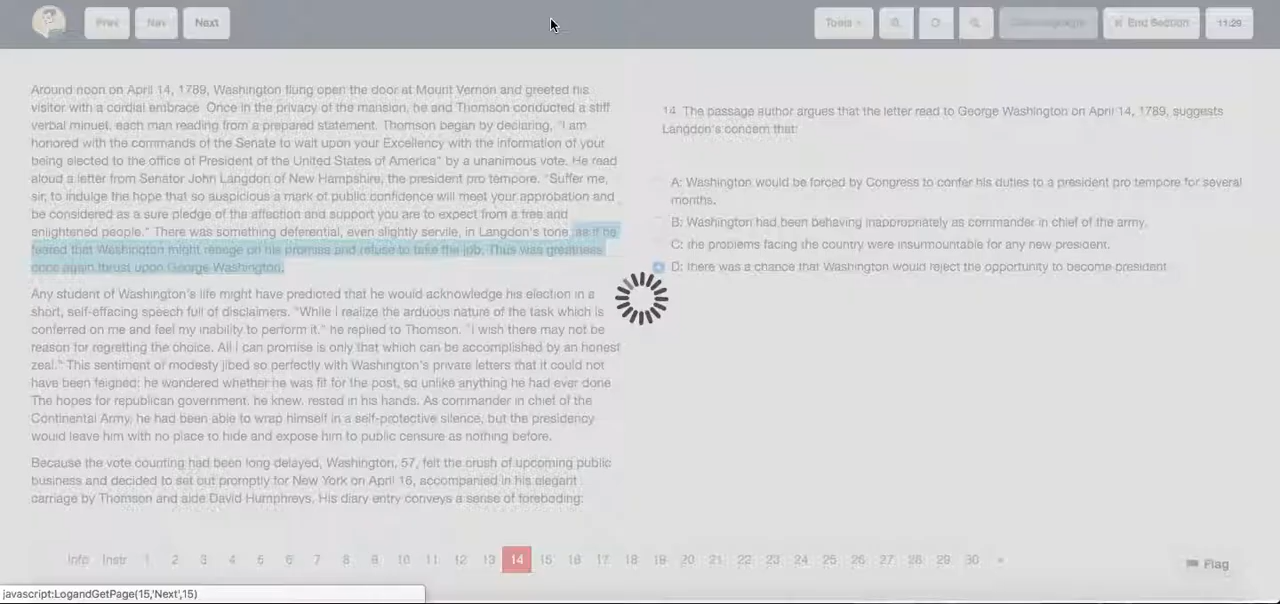 Prev Nav Next Tools End Section 11:29
Around noon on April 14, 1789, Washington flung open the door at Mount Vernon and greeted his
visitor with a cordial embrace. Once in the privacy of the mansion, he and Thomson conducted a stiff
verbal minuet, each man reading from a prepared statement. Thomson began by declaring, "I am
honored with the commands of the Senate to wait upon your Excellency with the information of your
being elected to the office of President of the United States of America" by a unanimous vote. He read
aloud a letter from Senator John Langdon of New Hampshire, the president pro tempore. "Suffer me,
sir, to indulge the hope that so auspicious a mark of public confidence will meet your approbation and
be considered as a sure pledge of the affection and support you are to expect from a free and
enlightened people." There was something deferential, even slightly servile, in Langdon's tone, as if he
feared that Washington might renege on his promise and refuse to take the job. Thus was greatness
once again thrust upon George Washington.
Any student of Washington's life might have predicted that he would acknowledge his election in a
short, self-effacing speech full of disclaimers. "While I realize the arduous nature of the task which is
conferred on me and feel my inability to perform it," he replied to Thomson, "I wish there may not be
reason for regretting the choice. All I can promise is only that which can be accomplished by an honest
zeal." This sentiment of modesty jibed so perfectly with Washington's private letters that it could not
have been feigned: he wondered whether he was fit for the post, so unlike anything he had ever done.
The hopes for republican government, he knew, rested in his hands. As commander in chief of the
Continental Army, he had been able to wrap himself in a self-protective silence, but the presidency
would leave him with no place to hide and expose him to public censure as nothing before.
Because the vote counting had been long delayed, Washington, 57, felt the crush of upcoming public
business and decided to set out promptly for New York on April 16, accompanied in his elegant
carriage by Thomson and aide David Humphreys. His diary entry conveys a sense of foreboding:
14 The passage author argues that the letter read to George Washington on April 14, 1789, suggests
Langdon's concern that:
A: Washington would be forced by Congress to confer his duties to a president pro tempore for several
months.
B: Washington had been behaving inappropriately as commander in chief of the army.
C: the problems facing the country were insurmountable for any new president.
D: there was a chance that Washington would reject the opportunity to become president
Info Instr 1 2 3 4 5 6 7 8 9 10 11 12 13 14 15 16 17 18 19 20 21 22 23 24 25 26 27 28 29 30 »
Flag
javascript:LogandGetPage(15,'Next',15)